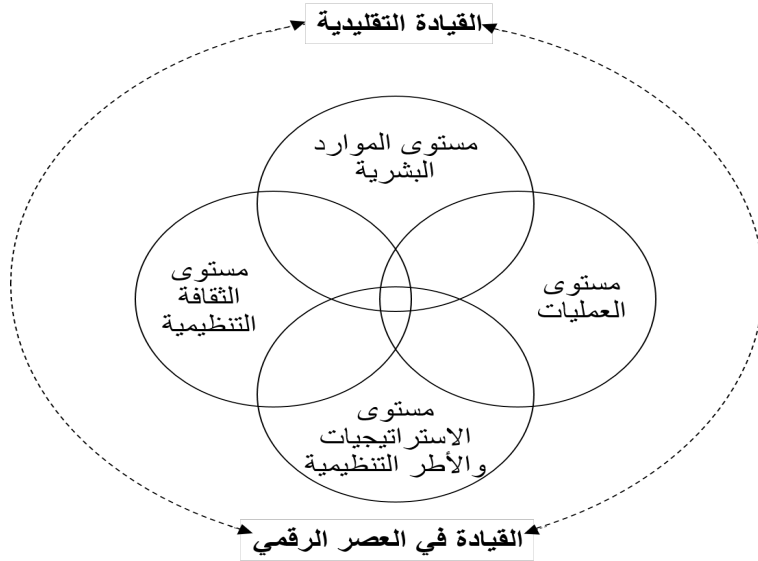 القيادة التقليدية
مستوى الموارد
البشرية
مستوى
العمليات
مستوى
الثقافة
التنظيمية
مستوى
الاستراتيجيات
والأطر التنظيمية
القيادة في العصر الرقمي